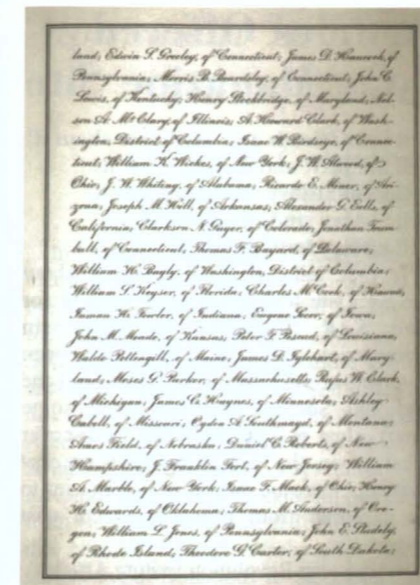 land; Edwin S. Greeley, of Connecticut; James D. Hancock, of
Pennsylvania; Morris B. Beardsley, of Connecticut; John C.
Lewis, of Kentucky; Henry Stockbridge, of Maryland; Nel-
son A. McClary, of Illinois; A. Howard Clark, of Wash-
ington, District of Columbia; Isaac W. Birdseye, of Connec-
ticut; William K. Wickes, of New York; J. W. Atwood, of
Ohio; J. W. Whiting, of Alabama; Ricardo E. Miner, of Ari-
zona; Joseph M. Hill, of Arkansas; Alexander G. Eells, of
California; Clarkson N. Guyer, of Colorado; Jonathan Trum-
bull, of Connecticut; Thomas F. Bayard, of Delaware;
William H. Bayly, of Washington, District of Columbia;
William S. Keyser, of Florida; Charles M. Cooke, of Hawaii;
Inman H. Fowler, of Indiana; Eugene Secor, of Iowa;
John M. Meade, of Kansas; Peter F. Pescud, of Louisiana;
Waldo Pettengill, of Maine; James D. Iglehart, of Mary-
land; Moses G. Parker, of Massachusetts; Rufus W. Clark,
of Michigan; James C. Haynes, of Minnesota; Ashley
Cabell, of Missouri; Ogden A. Southmayd, of Montana;
Amos Field, of Nebraska; Daniel C. Roberts, of New
Hampshire; J. Franklin Fort, of New Jersey; William
A. Marble, of New York; Isaac F. Mack, of Ohio; Henry
H. Edwards, of Oklahoma; Thomas M. Anderson, of Ore-
gon; William L. Jones, of Pennsylvania; John E. Studley,
of Rhode Island; Theodore G. Carter, of South Dakota;